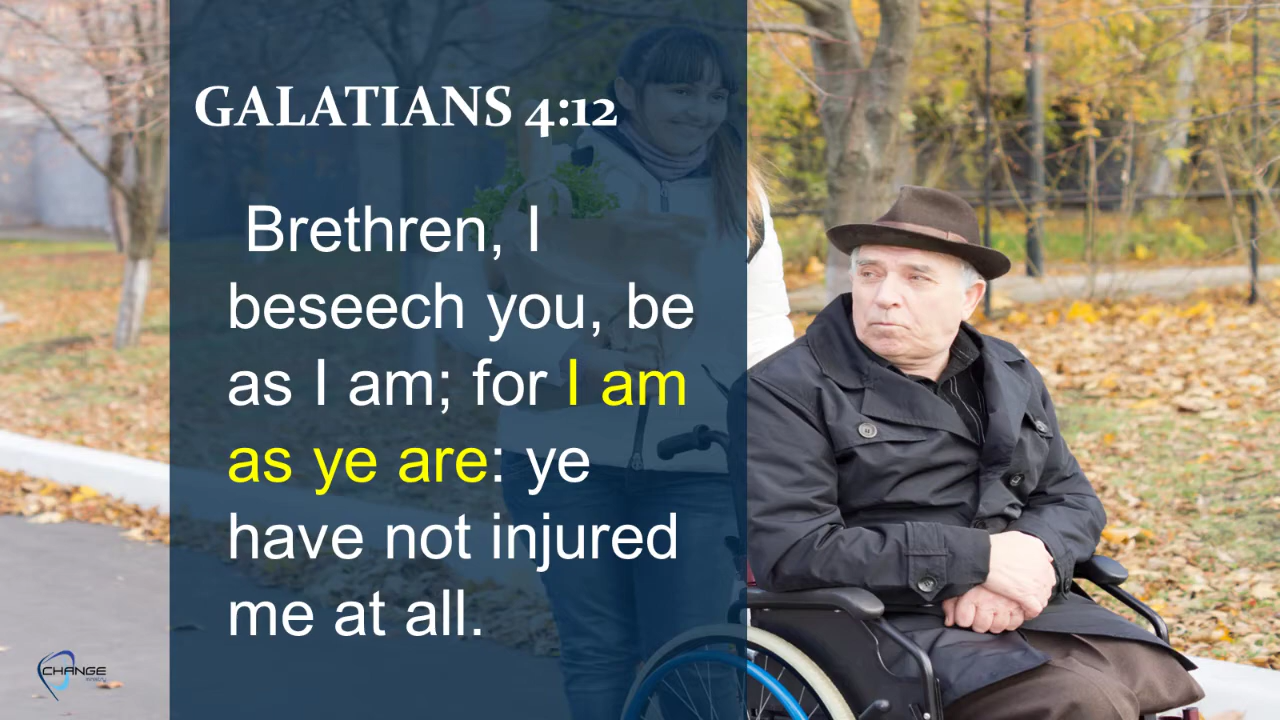 GALATIANS 4:12
Brethren, I
beseech you, be
as I am; for I am
as ye are: ye
have not injured
me at all.
CHANGE
ministry